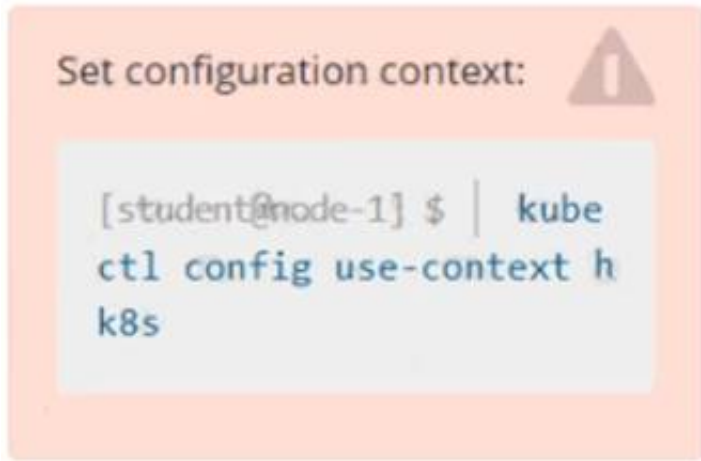 Set configuration context:
[student@node-1] $ | kube
ctl config use-context h
k8s